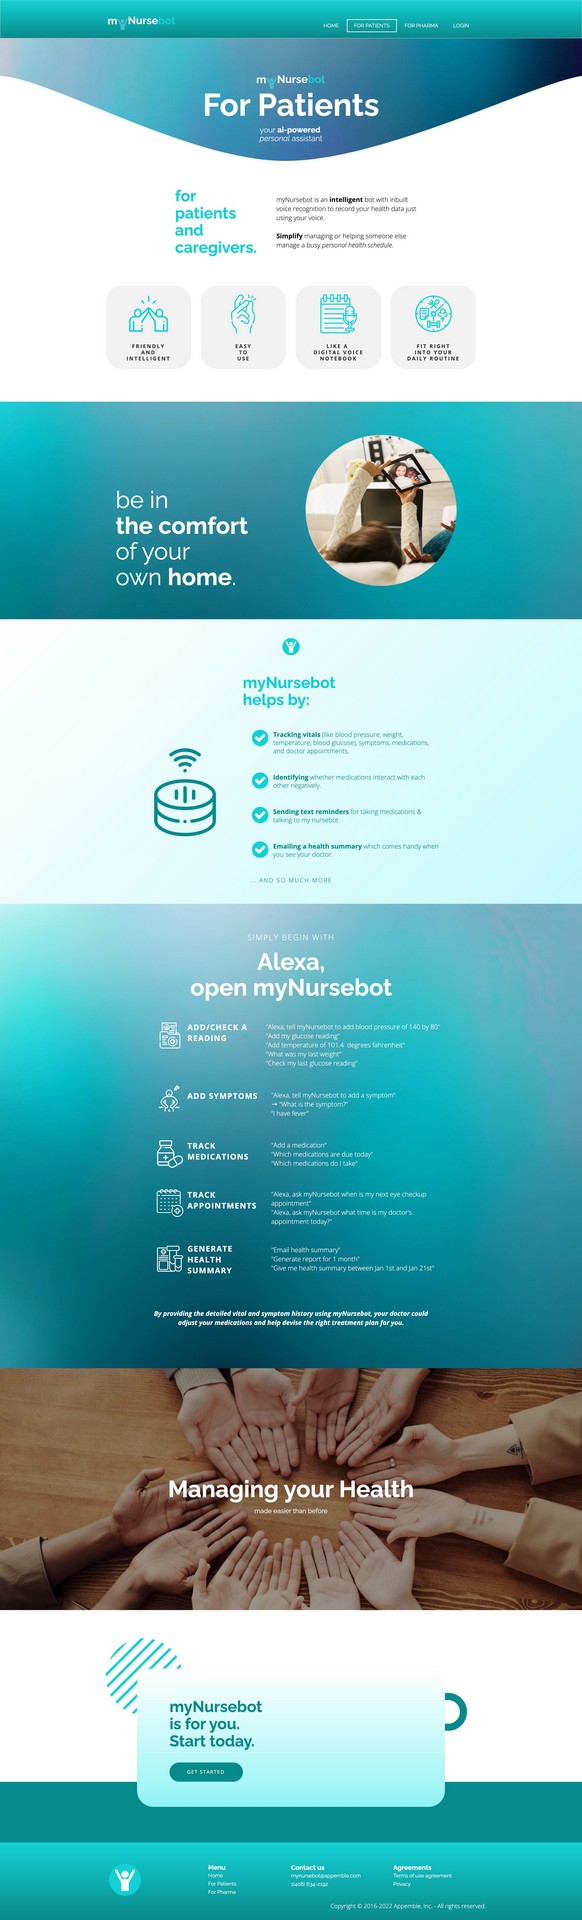 myNursebot
HOME
FOR PATIENTS
FOR PHARMA
LOGIN
myNursebot
For Patients
your ai-powered
personal assistant
for
patients
and
caregivers.
myNursebot is an intelligent bot with inbuilt
voice recognition to record your health data just
using your voice.
Simplify managing or helping someone else
manage a busy personal health schedule.
FRIENDLY
AND
INTELLIGENT
EASY
TO
USE
LIKE A
DIGITAL VOICE
NOTEBOOK
FIT RIGHT
INTO YOUR
DAILY ROUTINE
be in
the comfort
of your
own home.
myNursebot
helps by:
Tracking vitals (like blood pressure, weight,
temperature, blood glucose), symptoms, medications,
and doctor appointments.
Identifying whether medications interact with each
other negatively.
Sending text reminders for taking medications &
talking to my nursebot
Emailing a health summary which comes handy when
you see your doctor.
... AND SO MUCH MORE
SIMPLY BEGIN WITH
Alexa,
open myNursebot
ADD/CHECK A
READING
"Alexa, tell myNursebot to add blood pressure of 140 by 80"
"Add my glucose reading"
"Add temperature of 101.4 degrees fahrenheit"
"What was my last weight"
"Check my last glucose reading"
ADD SYMPTOMS
"Alexa, tell myNursebot to add a symptom"
→ "What is the symptom?"
"I have fever"
TRACK
MEDICATIONS
"Add a medication"
"Which medications are due today"
"Which medications do I take"
TRACK
APPOINTMENTS
"Alexa, ask myNursebot when is my next eye checkup
appointment"
"Alexa, ask myNursebot what time is my doctor's
appointment today?"
GENERATE
HEALTH
SUMMARY
"Email health summary"
"Generate report for 1 month"
"Give me health summary between Jan 1st and Jan 21st"
By providing the detailed vital and symptom history using myNursebot, your doctor could
adjust your medications and help devise the right treatment plan for you.
Managing your Health
made easier than before
myNursebot
is for you.
Start today.
GET STARTED
Menu
Home
For Patients
For Pharma
Contact us
mynursebot@appemble.com
(408) 834-2192
Agreements
Terms of use agreement
Privacy
Copyright © 2016-2022 Appemble, Inc. - All rights reserved.